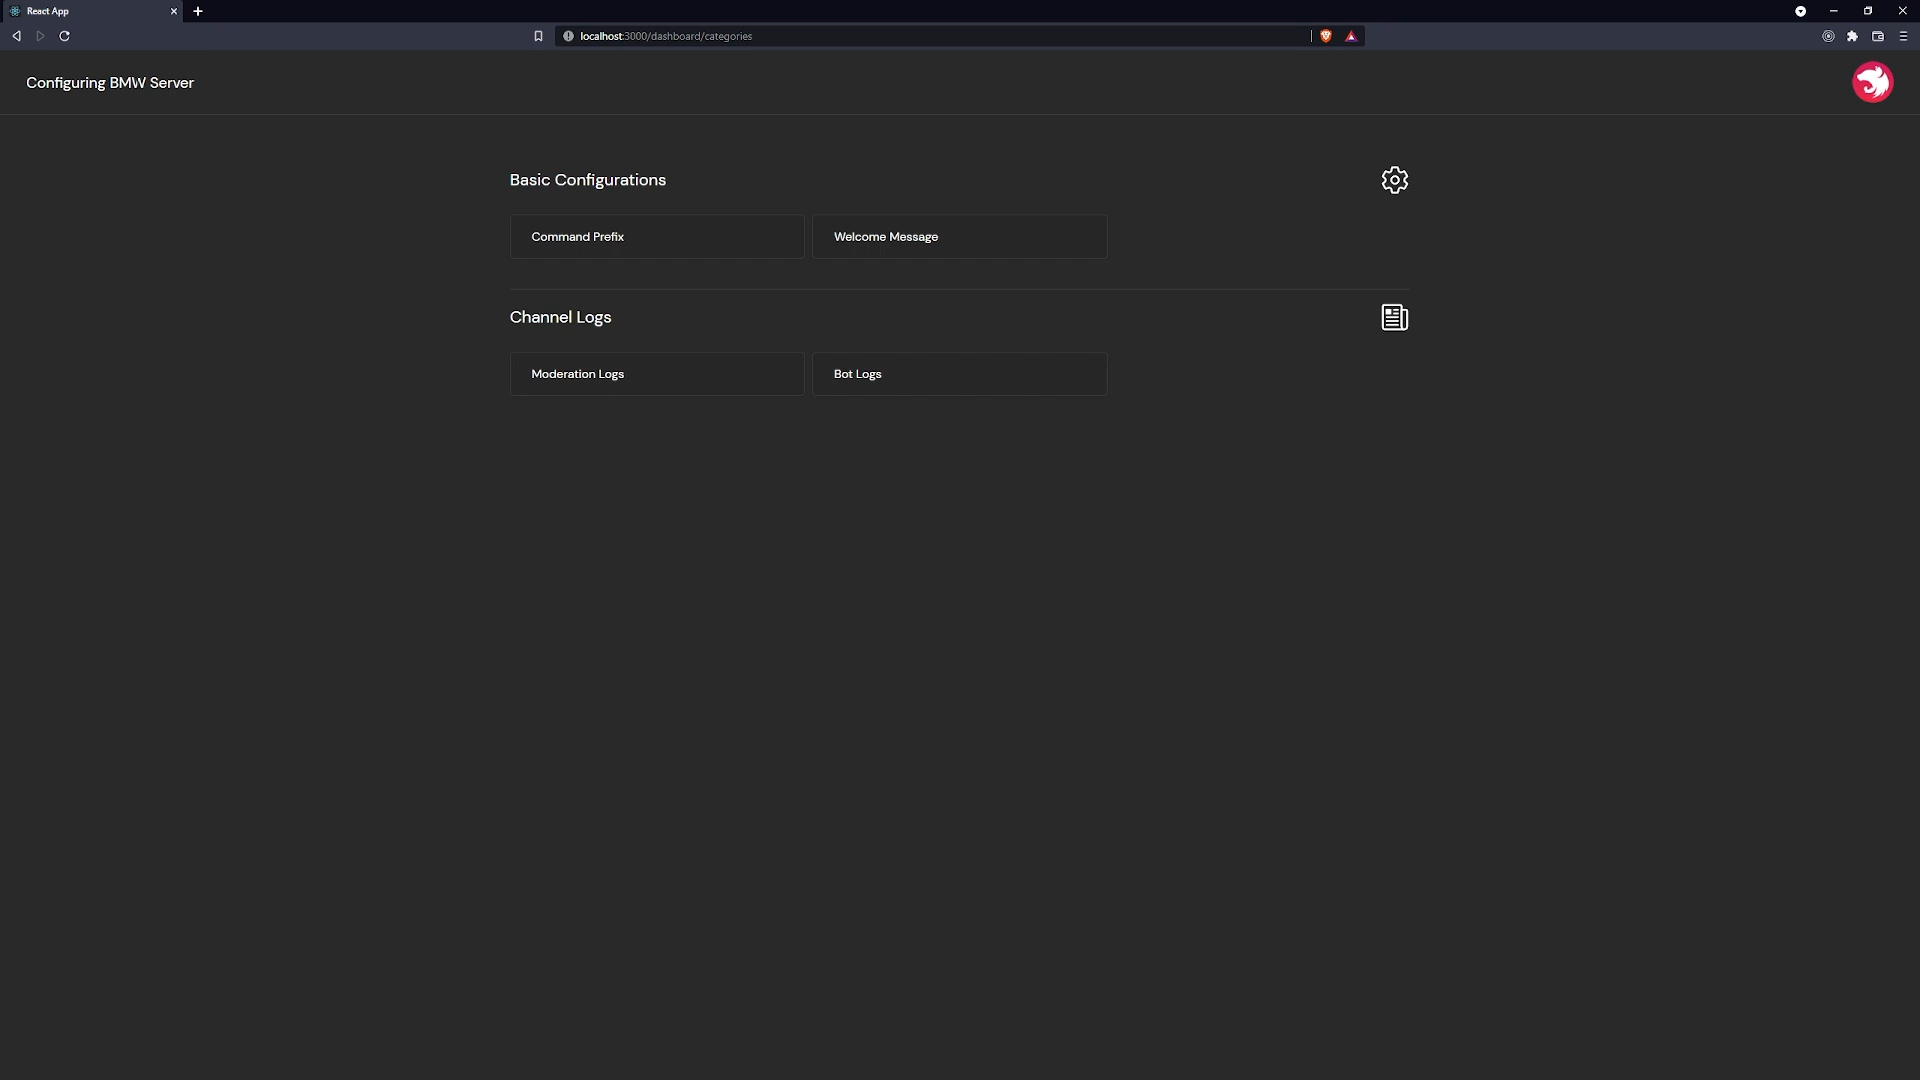 React App
localhost:3000/dashboard/categories
Configuring BMW Server
Basic Configurations
Command Prefix
Welcome Message
Channel Logs
Moderation Logs
Bot Logs